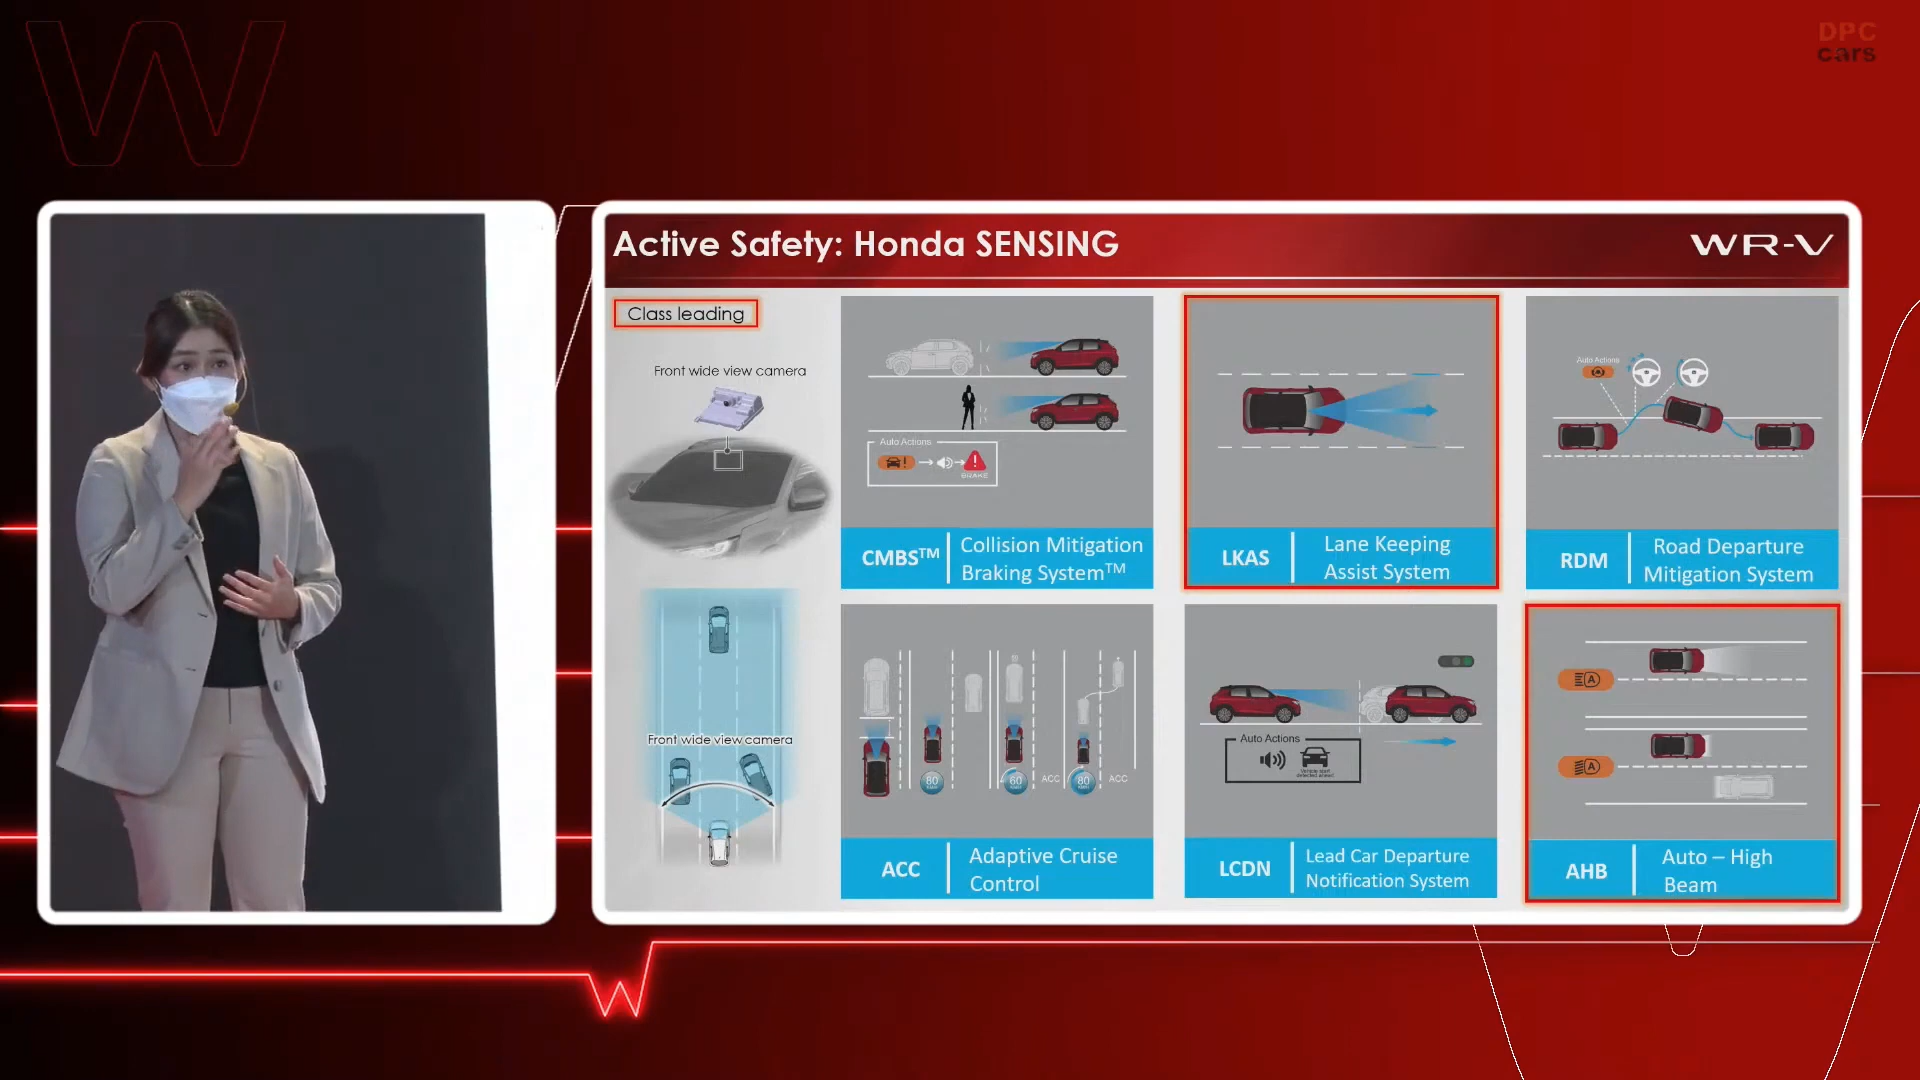 DPC
cars
Active Safety: Honda SENSING
WR-V
Class leading
Front wide view camera
Front wide view camera
Auto Actions
BRAKE
CMBS™
Collision Mitigation
Braking System™
LKAS
Lane Keeping
Assist System
Auto Actions
RDM
Road Departure
Mitigation System
80
60
ACC
80
ACC
ACC
Adaptive Cruise
Control
Auto Actions
LCDN
Lead Car Departure
Notification System
A
A
AHB
Auto – High
Beam